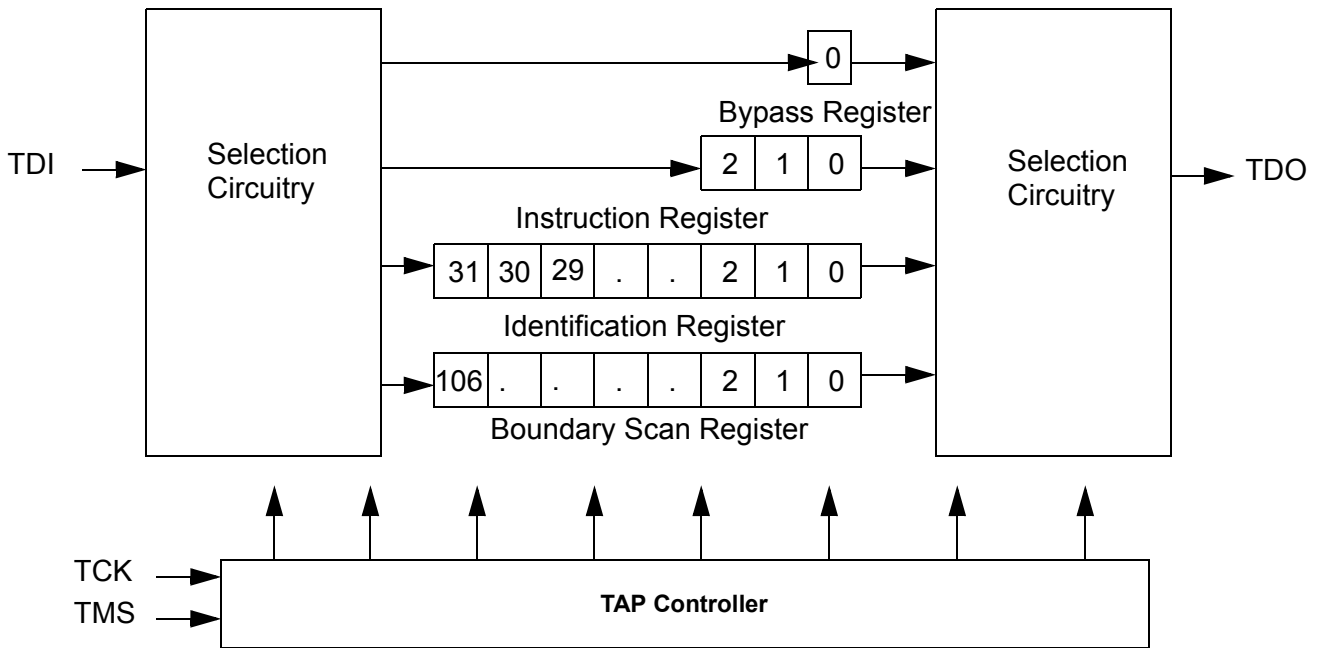 0
Bypass Register
TDI
Selection
Circuitry
2 1 0
Selection
Circuitry
TDO
Instruction Register
31 30 29 . . 2 1 0
Identification Register
106 . . . . 2 1 0
Boundary Scan Register
TCK
TMS
TAP Controller